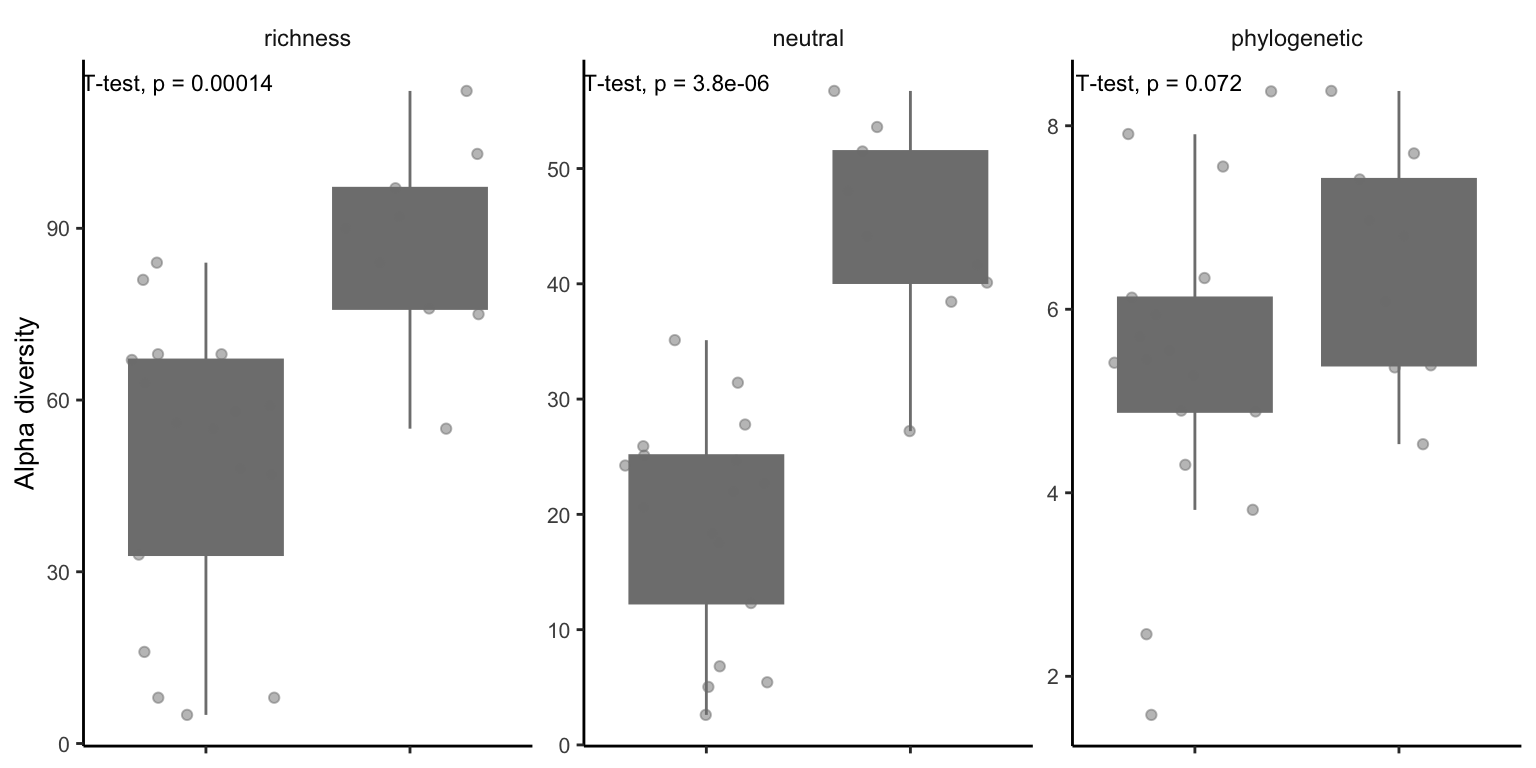 richness
neutral
phylogenetic
T-test, p = 0.00014
T-test, p = 3.8e-06
T-test, p = 0.072
Alpha diversity
90
60
30
0
50
40
30
20
10
0
8
6
4
2